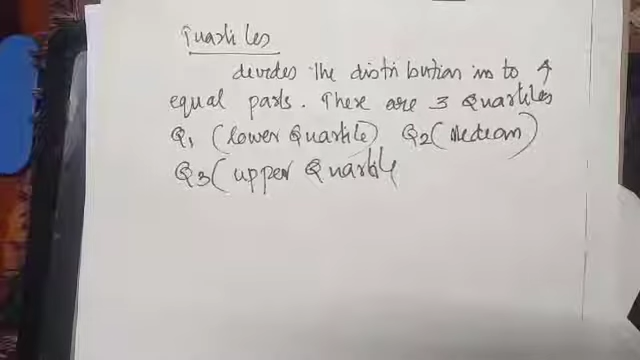 Quartiles
devides the distribution in to 4
equal parts. There are 3 Quartiles
Q1 (lower Quartile) Q2 (Median)
Q3 (upper Quartile